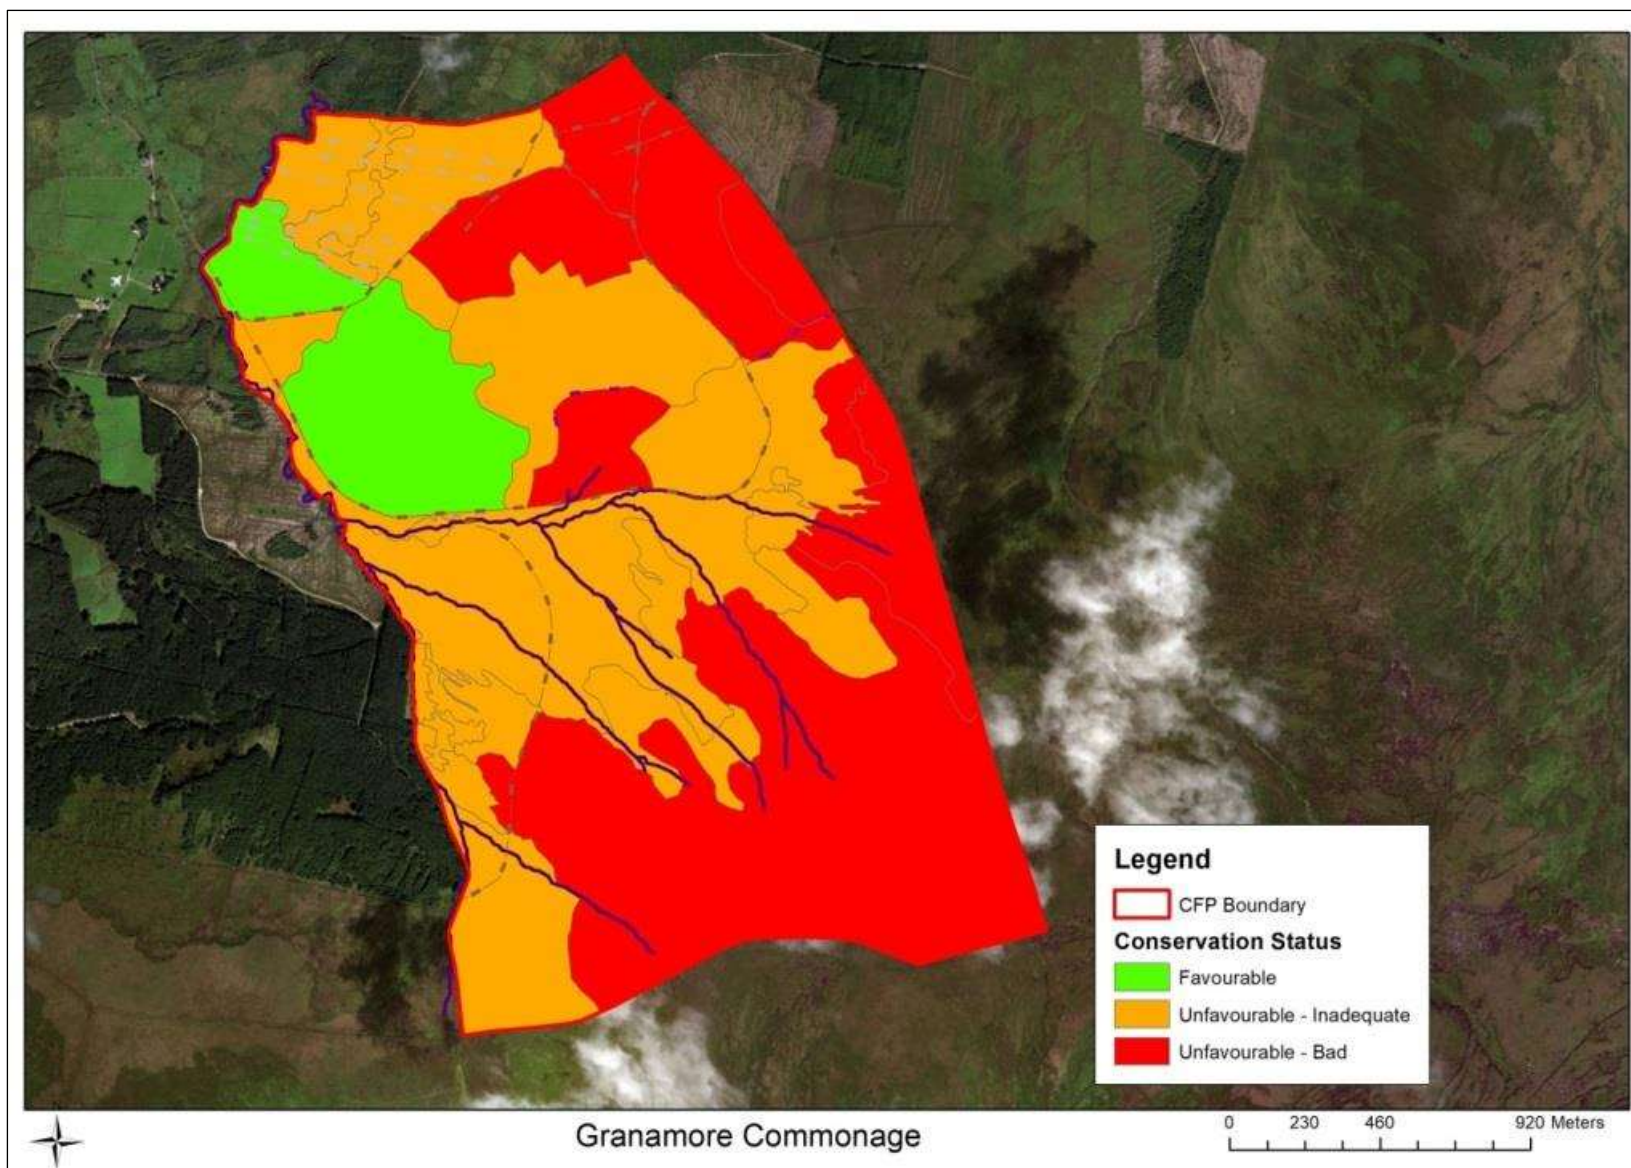 Legend
CFP Boundary
Conservation Status
Favourable
Unfavourable - Inadequate
Unfavourable - Bad
Granamore Commonage
0 230 460 920 Meters